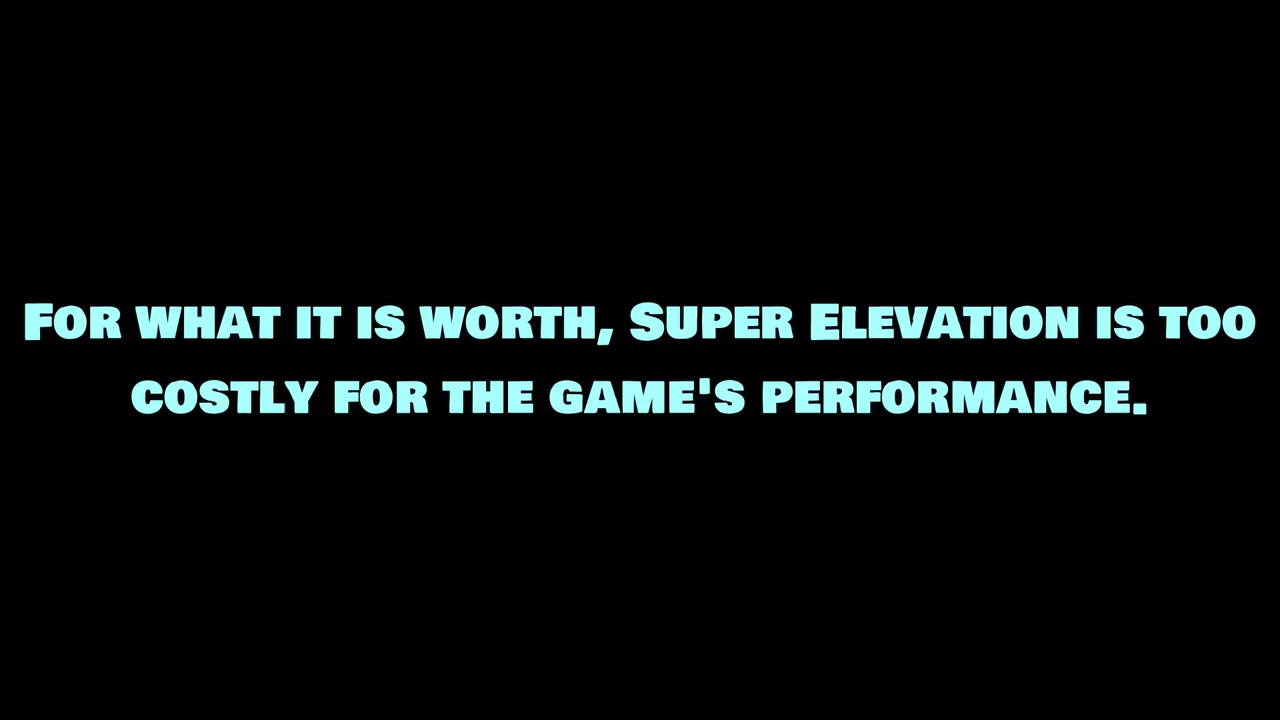 For what it is worth, Super Elevation is too
costly for the game's performance.